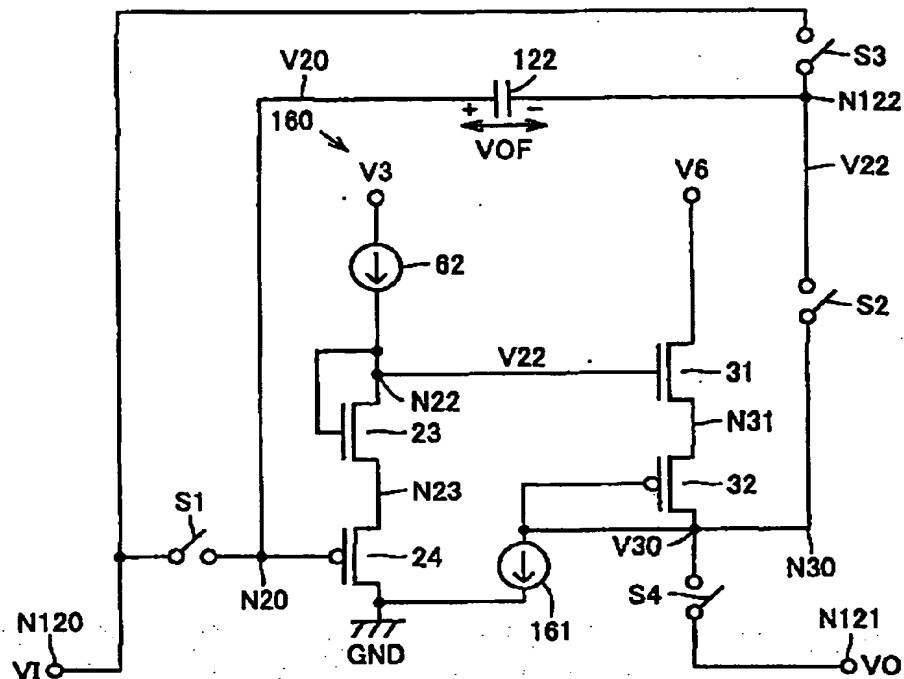 S3
V20
122
N122
+ -
160
VOF
V3
V6
V22
62
S2
V22
31
N22
23
N31
32
N23
S1
24
V30
N30
N20
S4
161
N120
GND
N121
VI
VO